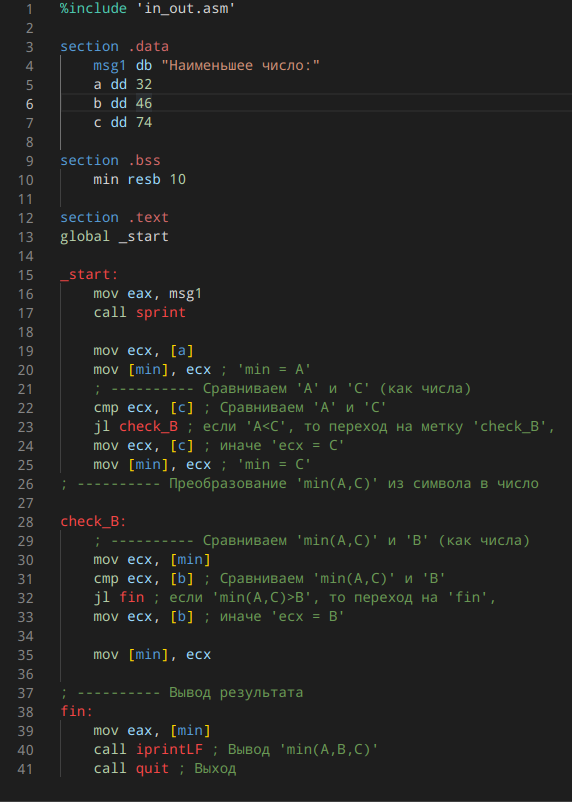 1 %include 'in_out.asm'
2
3 section .data
4     msg1 db "Наименьшее число:"
5     a dd 32
6     b dd 46
7     c dd 74
8
9 section .bss
10     min resb 10
11
12 section .text
13 global _start
14
15 _start:
16     mov eax, msg1
17     call sprint
18
19     mov ecx, [a]
20     mov [min], ecx ; 'min = A'
21     ; ---------- Сравниваем 'A' и 'С' (как числа)
22     cmp ecx, [c] ; Сравниваем 'A' и 'С'
23     jl check_B ; если 'A<C', то переход на метку 'check_B',
24     mov ecx, [c] ; иначе 'ecx = C'
25     mov [min], ecx ; 'min = C'
26 ; ---------- Преобразование 'min(A,C)' из символа в число
27
28 check_B:
29     ; ---------- Сравниваем 'min(A,C)' и 'B' (как числа)
30     mov ecx, [min]
31     cmp ecx, [b] ; Сравниваем 'min(A,C)' и 'B'
32     jl fin ; если 'min(A,C)>B', то переход на 'fin',
33     mov ecx, [b] ; иначе 'ecx = B'
34
35     mov [min], ecx
36
37 ; ---------- Вывод результата
38 fin:
39     mov eax, [min]
40     call iprintLF ; Вывод 'min(A,B,C)'
41     call quit ; Выход